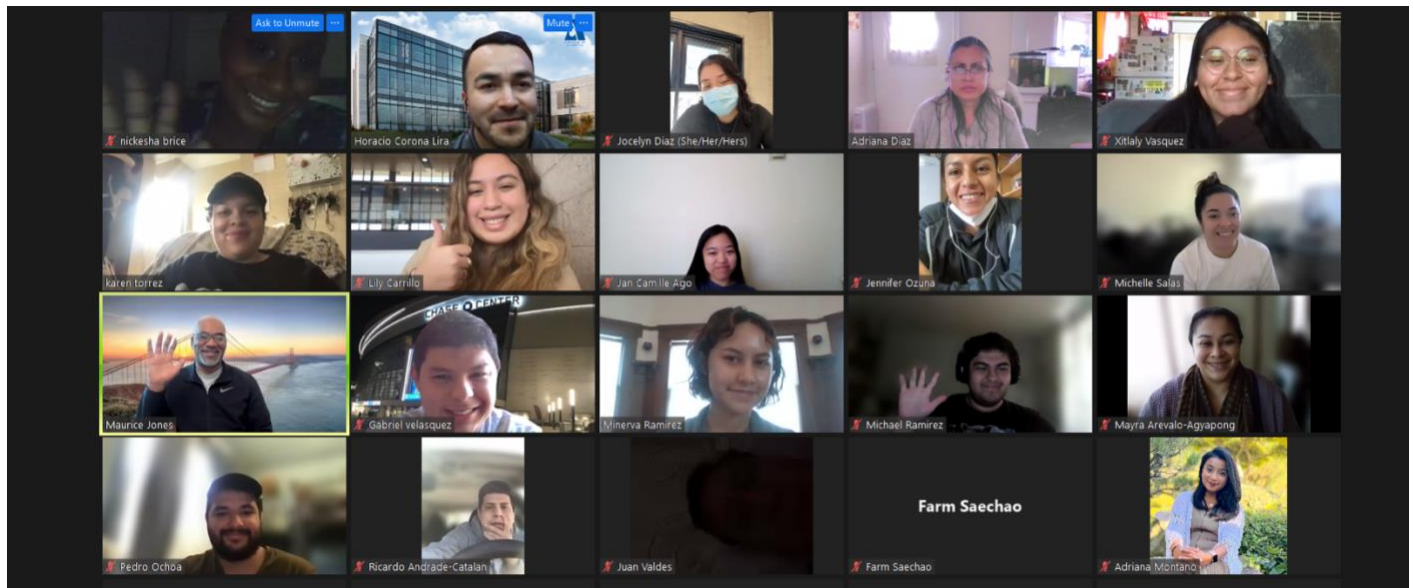 Ask to Unmute ...
Mute ...
nickesha brice
Horacio Corona Lira
Jocelyn Diaz (She/Her/Hers)
Adriana Diaz
Xitlaly Vasquez
karen torrez
Lily Carrillo
Jan Camille Ago
Jennifer Ozuna
Michelle Salas
CHASE CENTER
Maurice Jones
Gabriel velasquez
Minerva Ramirez
Michael Ramirez
Mayra Arevalo-Agyapong
Farm Saechao
Pedro Ochoa
Ricardo Andrade-Catalan
Juan Valdes
Farm Saechao
Adriana Montano